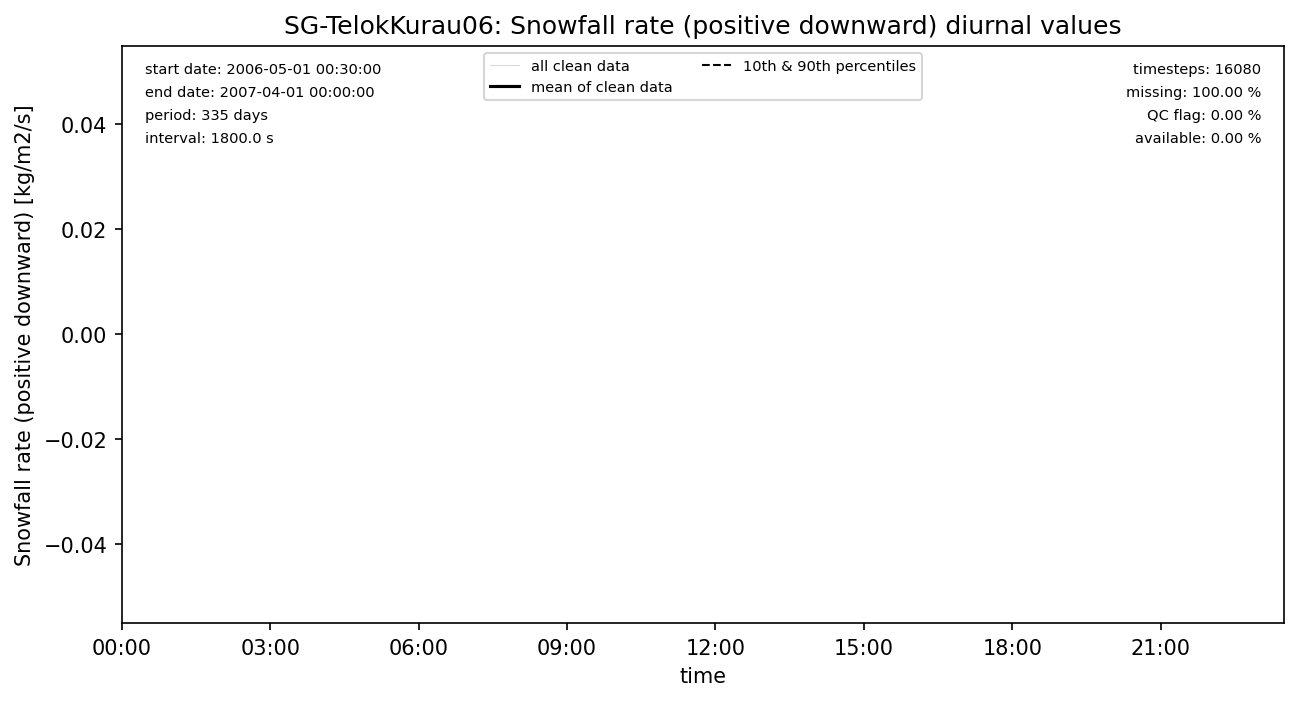 SG-TelokKurau06: Snowfall rate (positive downward) diurnal values
start date: 2006-05-01 00:30:00
end date: 2007-04-01 00:00:00
period: 335 days
interval: 1800.0 s
all clean data
mean of clean data
10th & 90th percentiles
timesteps: 16080
missing: 100.00 %
QC flag: 0.00 %
available: 0.00 %
Snowfall rate (positive downward) [kg/m2/s]
0.04
0.02
0.00
−0.02
−0.04
00:00 03:00 06:00 09:00 12:00 15:00 18:00 21:00
time